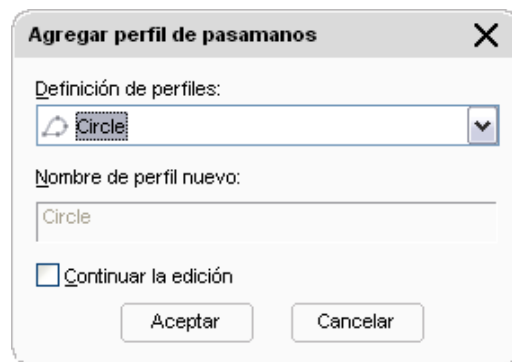 Agregar perfil de pasamanos
Definición de perfiles:
Circle
Nombre de perfil nuevo:
Circle
Continuar la edición
Aceptar
Cancelar